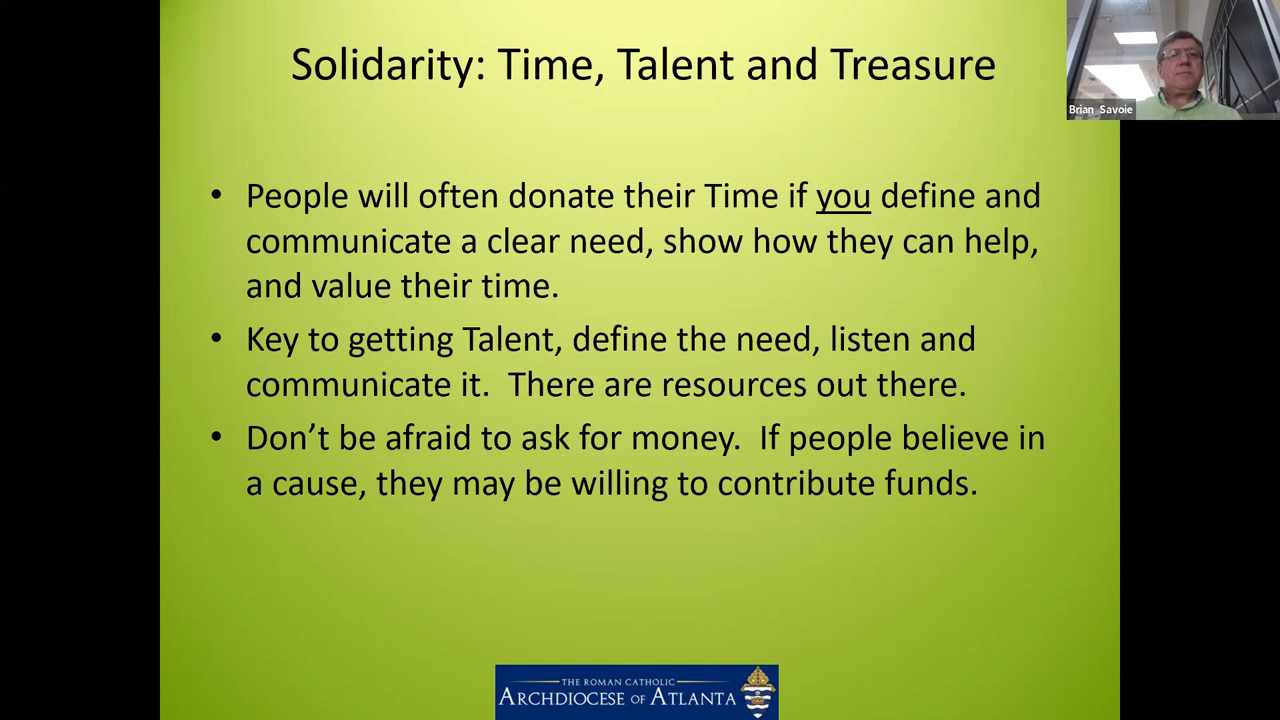 Solidarity: Time, Talent and Treasure
Brian Savoie
• People will often donate their Time if you define and
communicate a clear need, show how they can help,
and value their time.
• Key to getting Talent, define the need, listen and
communicate it.  There are resources out there.
• Don’t be afraid to ask for money.  If people believe in
a cause, they may be willing to contribute funds.
THE ROMAN CATHOLIC
ARCHDIOCESE OF ATLANTA